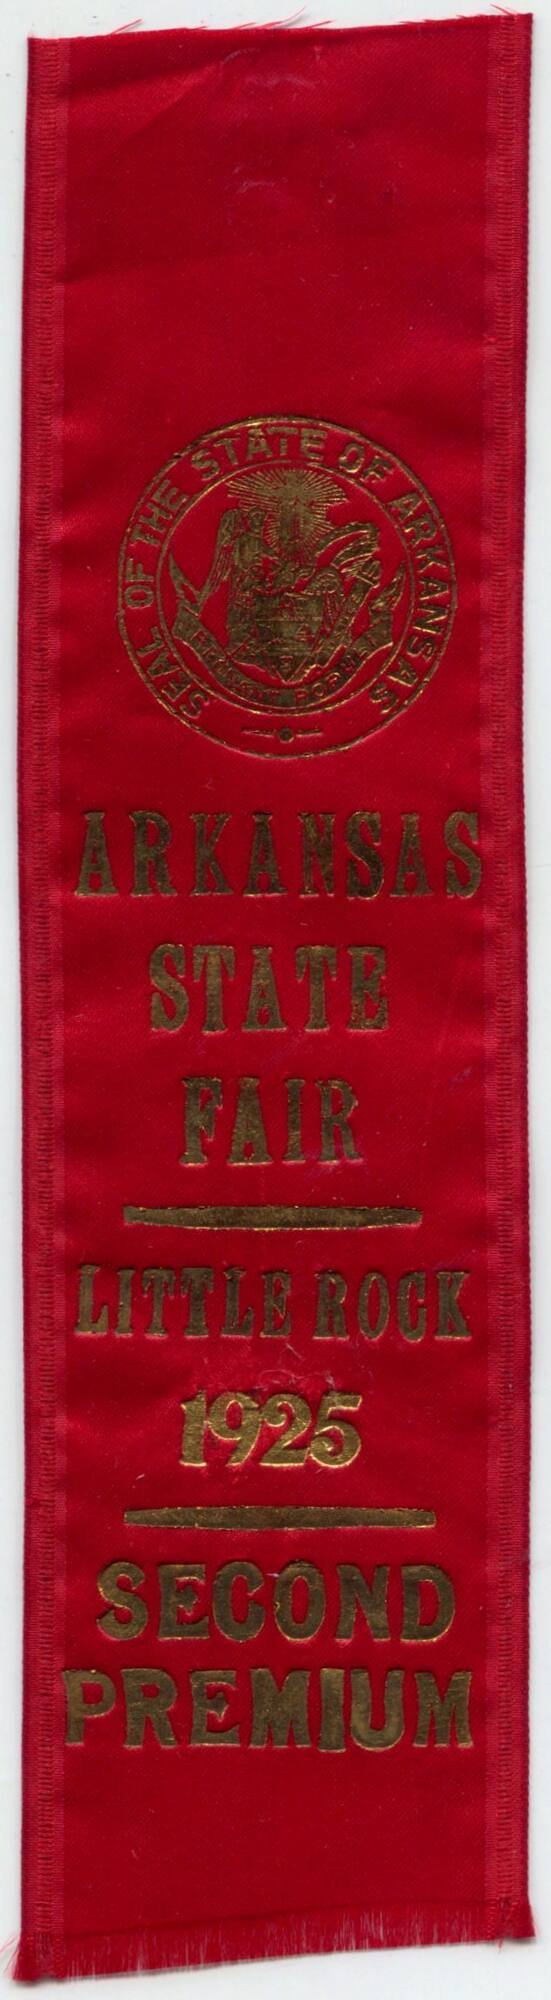 SEAL OF THE STATE OF ARKANSAS
ARKANSAS
STATE
FAIR
LITTLE ROCK
1925
SECOND
PREMIUM